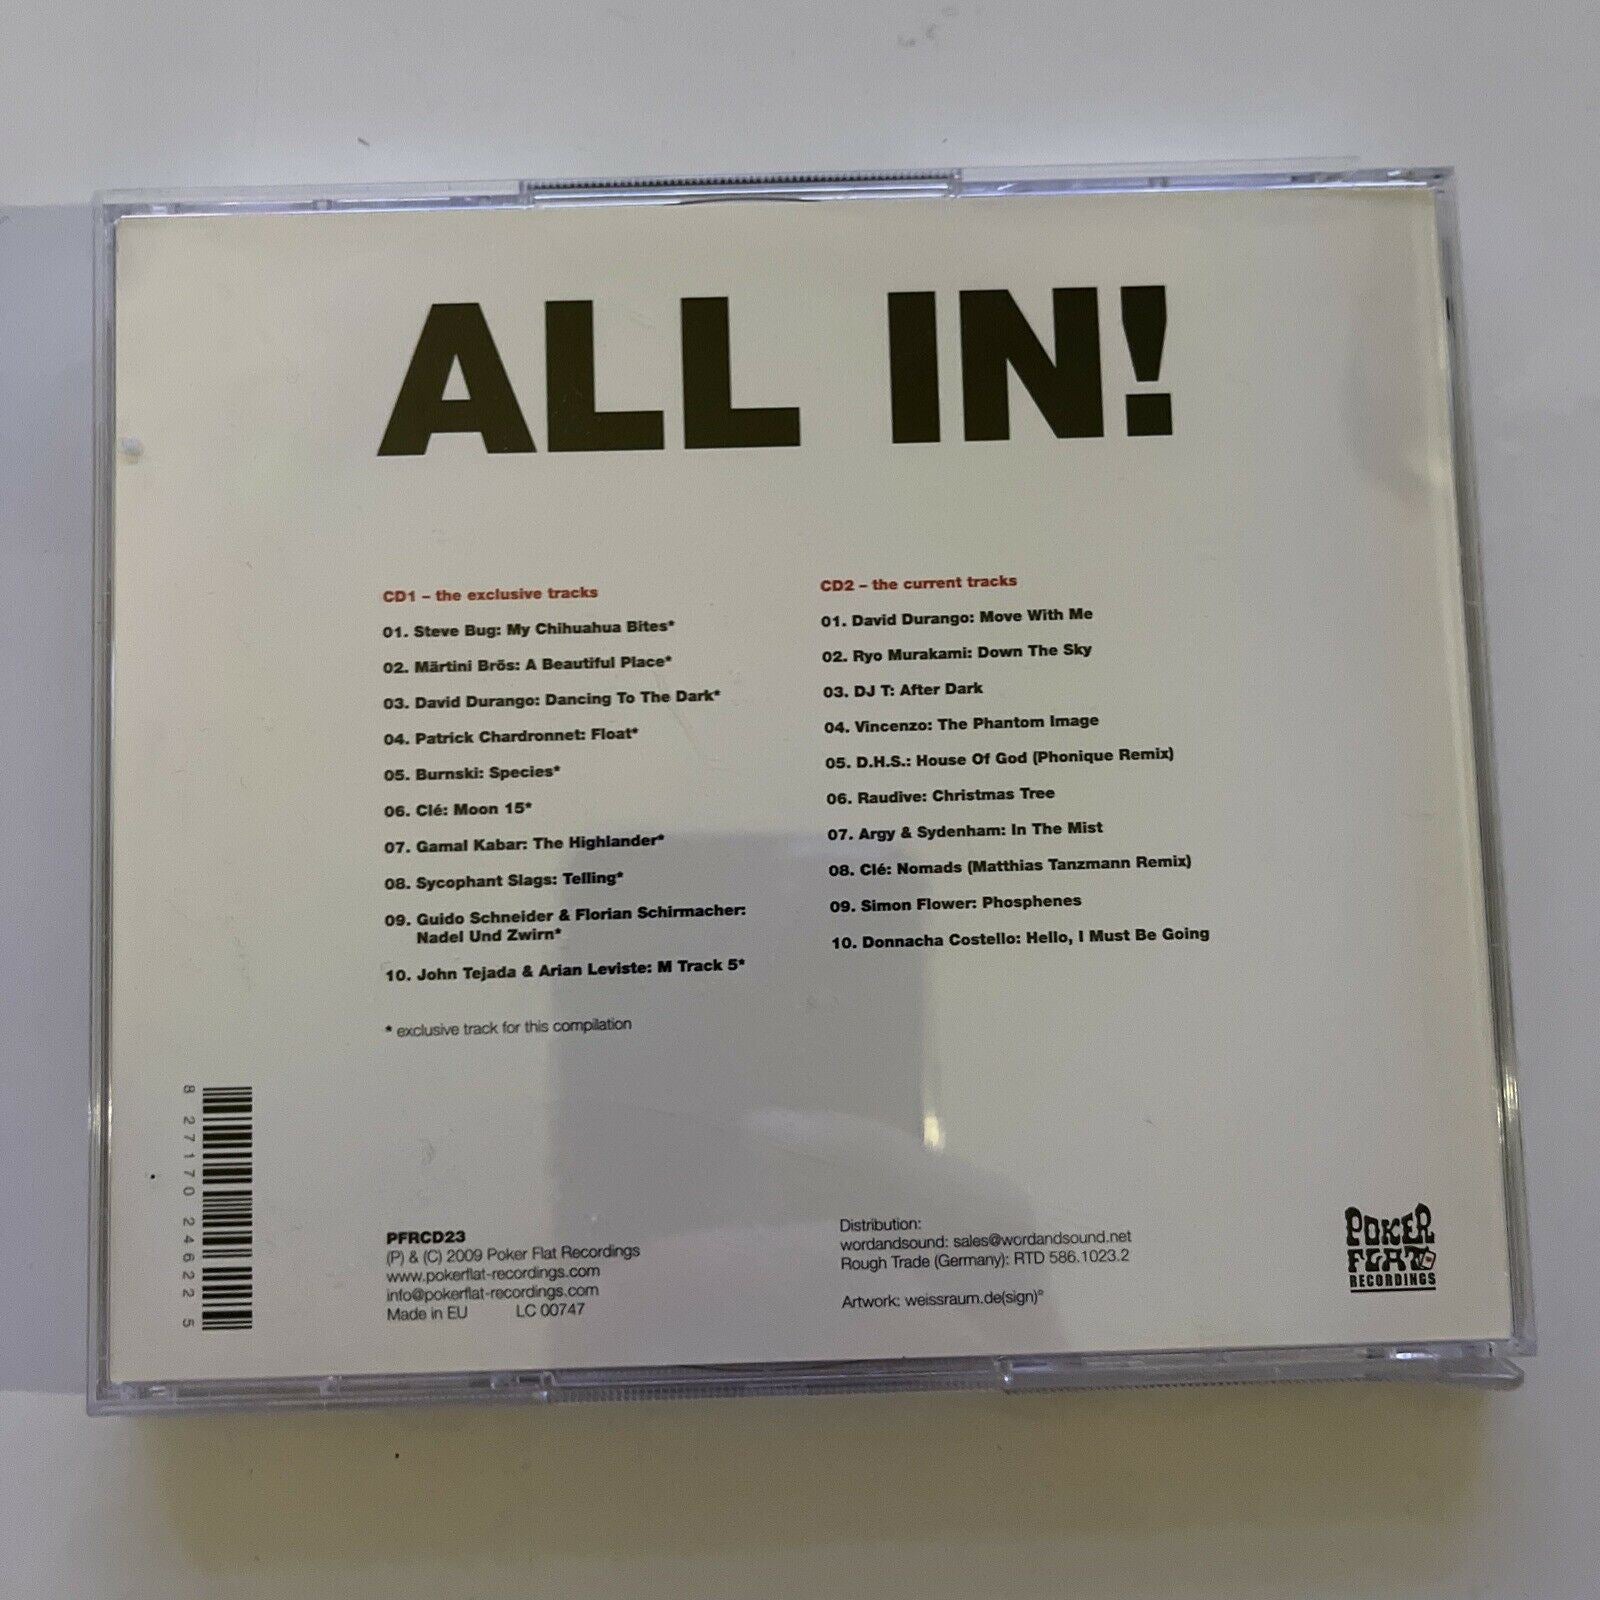 ALL IN!
CD1 – the exclusive tracks
01. Steve Bug: My Chihuahua Bites*
02. Märtini Brös: A Beautiful Place*
03. David Durango: Dancing To The Dark*
04. Patrick Chardronnet: Float*
05. Burnski: Species*
06. Clé: Moon 15*
07. Gamal Kabar: The Highlander*
08. Sycophant Slags: Telling*
09. Guido Schneider & Florian Schirmacher:
Nadel Und Zwirn*
10. John Tejada & Arian Leviste: M Track 5*
* exclusive track for this compilation
CD2 – the current tracks
01. David Durango: Move With Me
02. Ryo Murakami: Down The Sky
03. DJ T: After Dark
04. Vincenzo: The Phantom Image
05. D.H.S.: House Of God (Phonique Remix)
06. Raudive: Christmas Tree
07. Argy & Sydenham: In The Mist
08. Clé: Nomads (Matthias Tanzmann Remix)
09. Simon Flower: Phosphenes
10. Donnacha Costello: Hello, I Must Be Going
8 27170 24622 5
PFRCD23
(P) & (C) 2009 Poker Flat Recordings
www.pokerflat-recordings.com
info@pokerflat-recordings.com
Made in EU LC 00747
Distribution:
wordandsound: sales@wordandsound.net
Rough Trade (Germany): RTD 586.1023.2
Artwork: weissraum.de(sign)°
POKER
FLAT
RECORDINGS